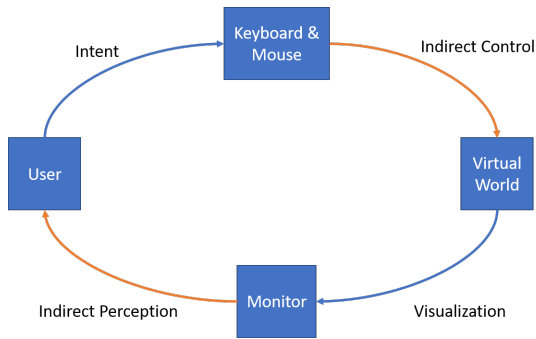 Keyboard &
Mouse
Intent
Indirect Control
User
Virtual
World
Monitor
Indirect Perception
Visualization